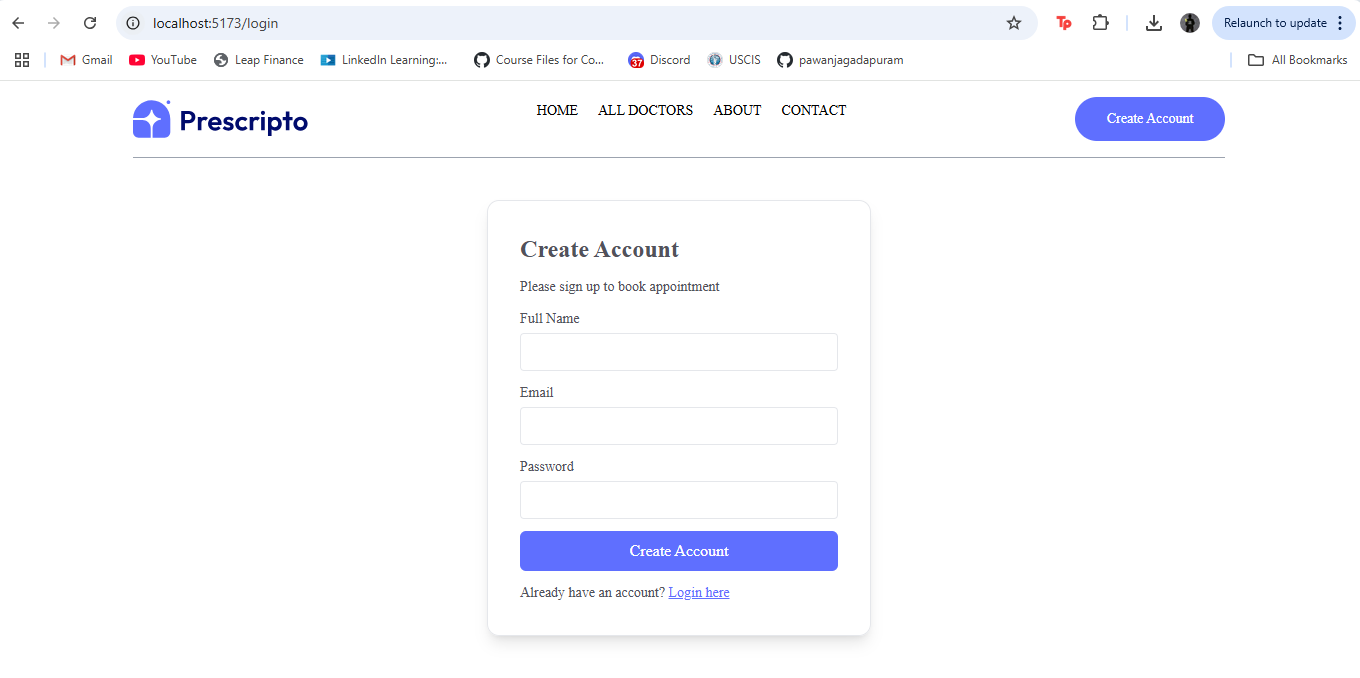 localhost:5173/login
Tp
Relaunch to update
Gmail
YouTube
Leap Finance
LinkedIn Learning:...
Course Files for Co...
37
Discord
USCIS
pawanjagadapuram
All Bookmarks
Prescripto
HOME
ALL DOCTORS
ABOUT
CONTACT
Create Account
Create Account
Please sign up to book appointment
Full Name
Email
Password
Create Account
Already have an account? Login here